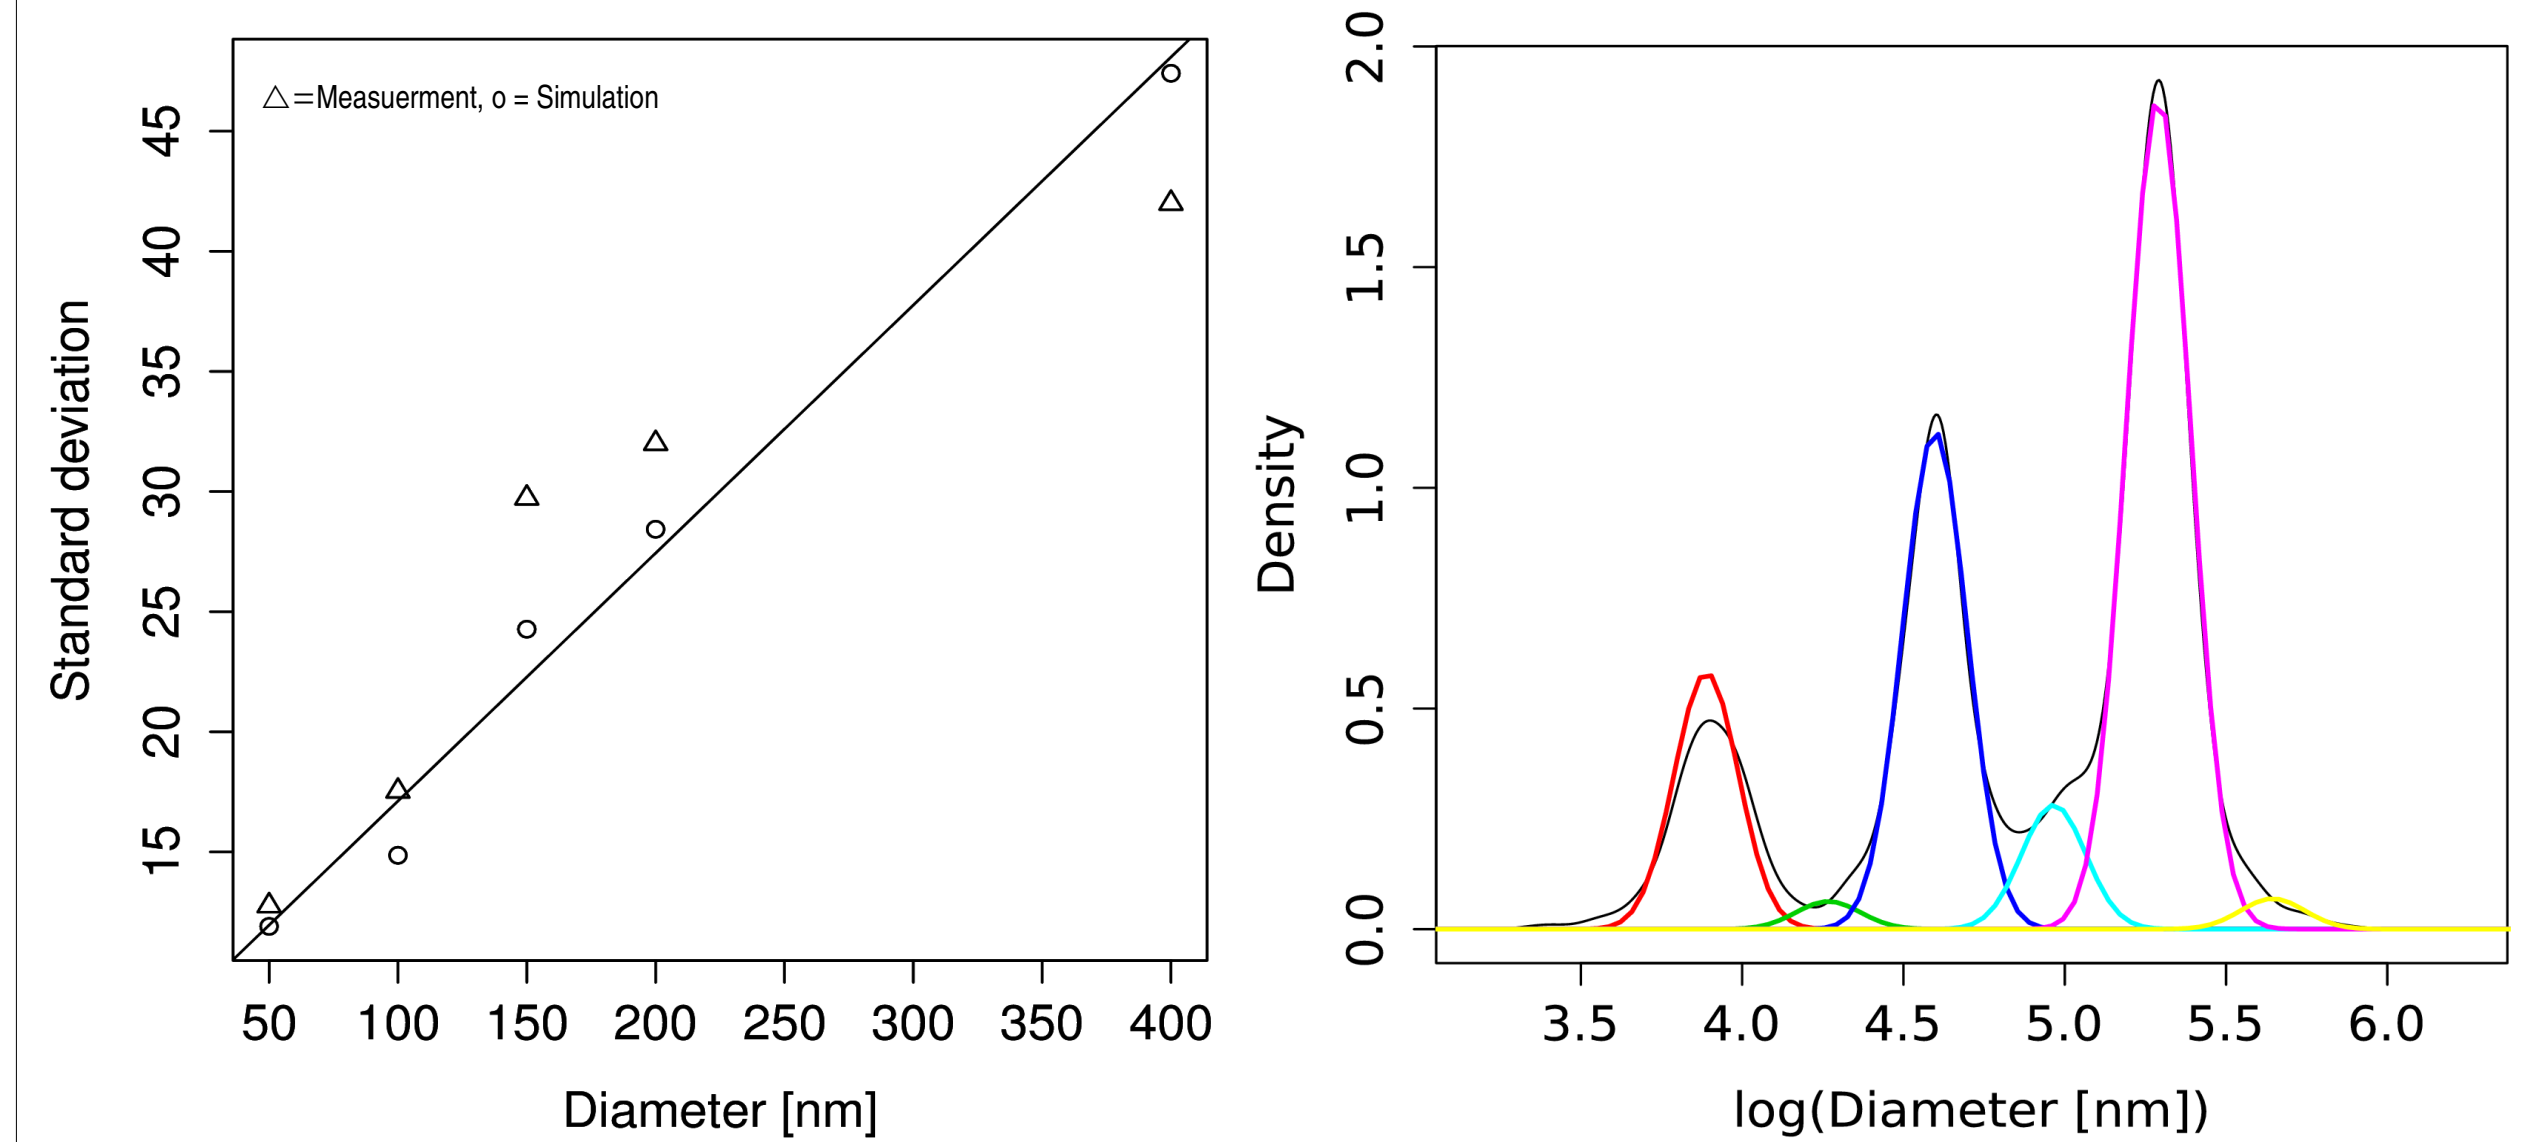 △=Measuerment, o = Simulation
Standard deviation
45
40
35
30
25
20
15
50 100 150 200 250 300 350 400
Diameter [nm]
Density
2.0
1.5
1.0
0.5
0.0
3.5 4.0 4.5 5.0 5.5 6.0
log(Diameter [nm])